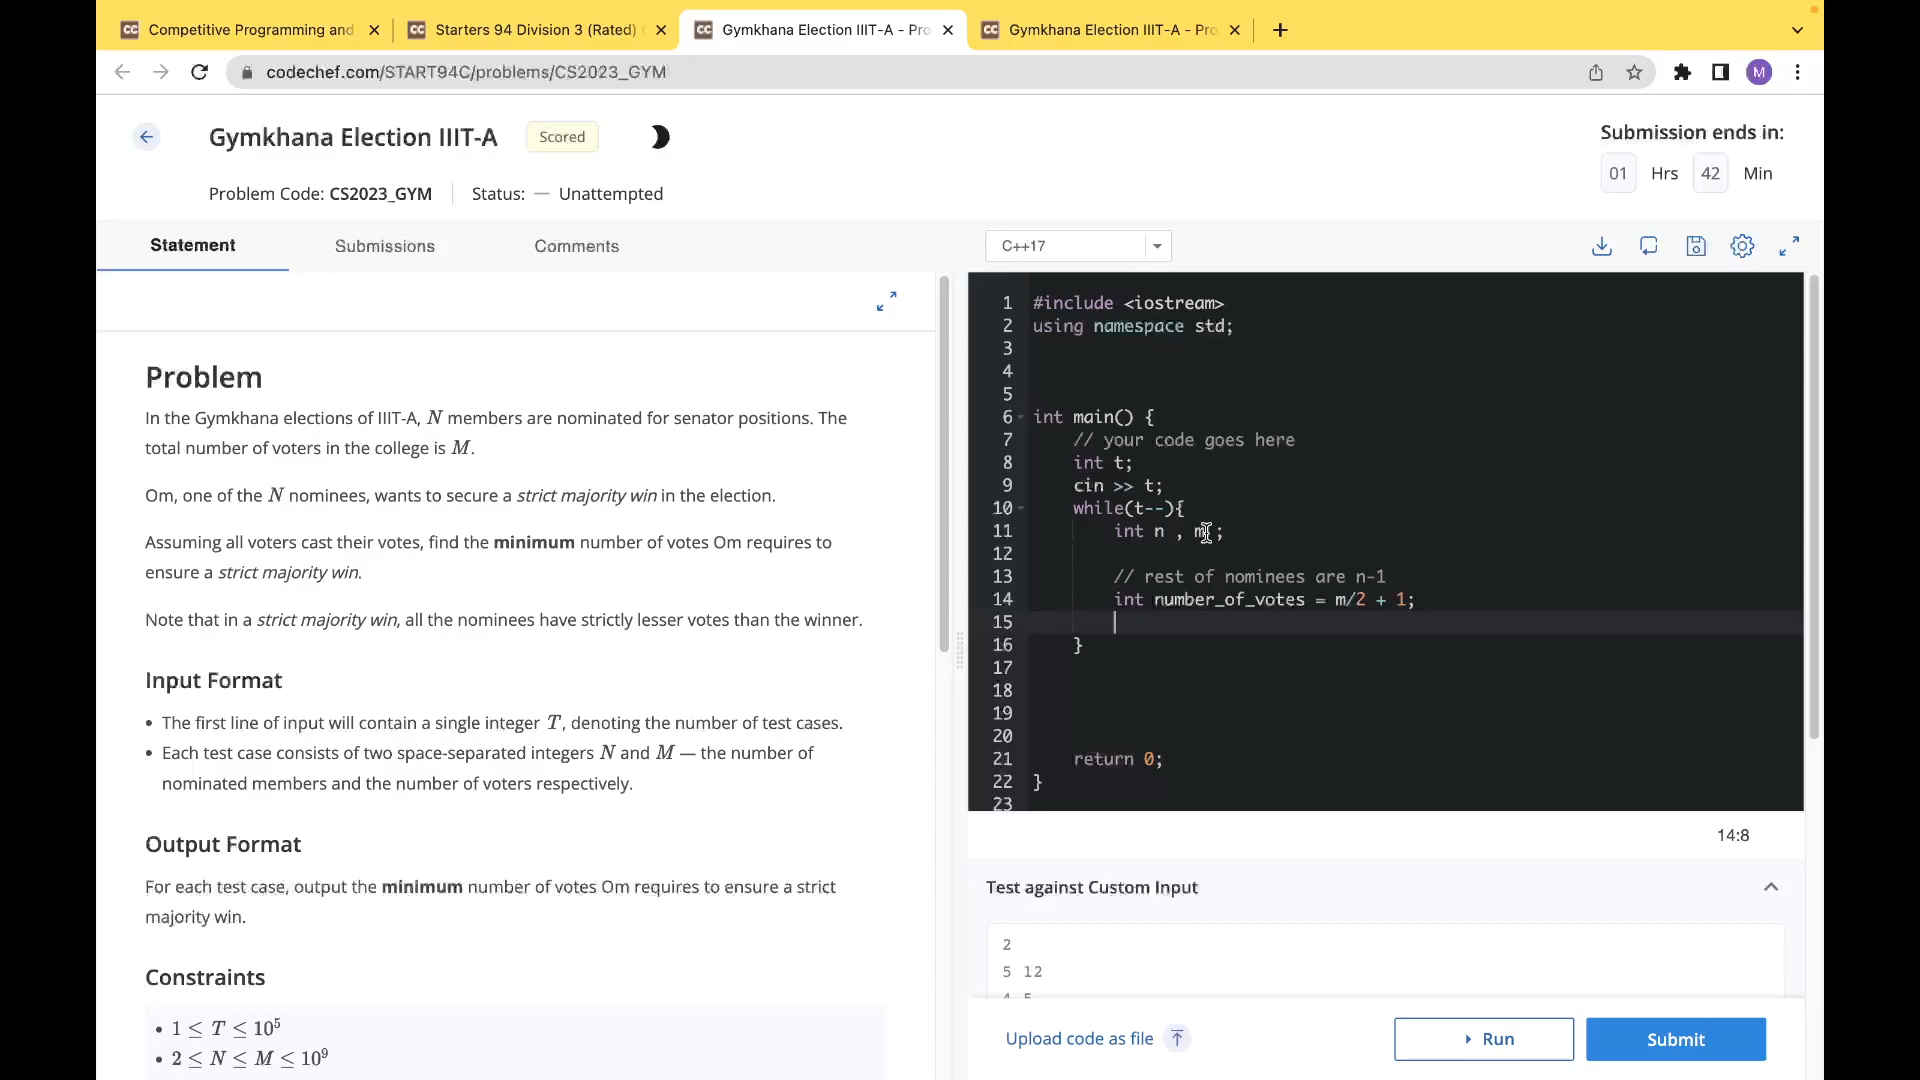 Competitive Programming and
Starters 94 Division 3 (Rated)
Gymkhana Election IIIT-A - Pro
Gymkhana Election IIIT-A - Pro
codechef.com/START94C/problems/CS2023_GYM
M
Gymkhana Election IIIT-A
Scored
Submission ends in:
01 Hrs 42 Min
Problem Code: CS2023_GYM
Status: — Unattempted
Statement
Submissions
Comments
C++17
Problem
In the Gymkhana elections of IIIT-A, N members are nominated for senator positions. The
total number of voters in the college is M.
Om, one of the N nominees, wants to secure a strict majority win in the election.
Assuming all voters cast their votes, find the minimum number of votes Om requires to
ensure a strict majority win.
Note that in a strict majority win, all the nominees have strictly lesser votes than the winner.
Input Format
• The first line of input will contain a single integer T, denoting the number of test cases.
• Each test case consists of two space-separated integers N and M — the number of
nominated members and the number of voters respectively.
Output Format
For each test case, output the minimum number of votes Om requires to ensure a strict
majority win.
Constraints
• 1 ≤ T ≤ 10⁵
• 2 ≤ N ≤ M ≤ 10⁹
1 #include <iostream>
2 using namespace std;
3
4
5
6 int main() {
7 // your code goes here
8 int t;
9 cin >> t;
10 while(t--){
11 int n , m ;
12
13 // rest of nominees are n-1
14 int number_of_votes = m/2 + 1;
15
16 }
17
18
19
20
21 return 0;
22 }
23
14:8
Test against Custom Input
2
5 12
4 5
Upload code as file
Run
Submit